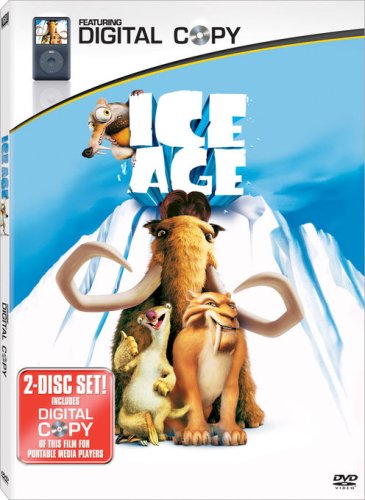 FEATURING
DIGITAL COPY
ICE
AGE
ICE AGE
DIGITAL COPY
2-DISC SET!
INCLUDES
DIGITAL
COPY
OF THIS FILM FOR
PORTABLE MEDIA PLAYERS
DVD
VIDEO
DVD